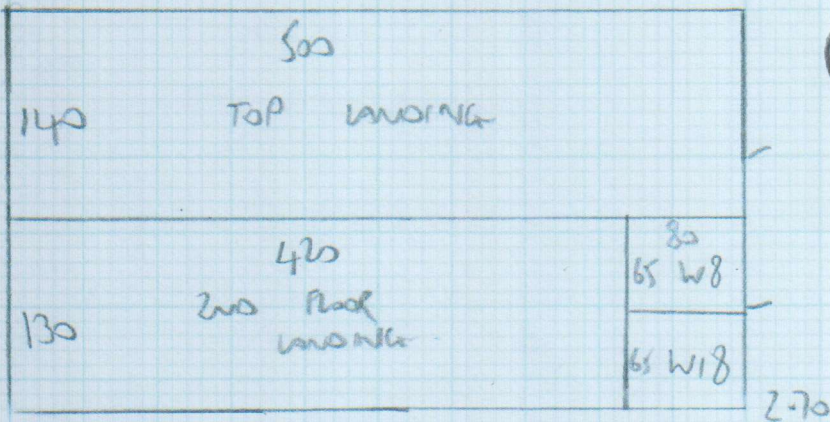 500
140 TOP LANDING
420
80
65 W8
2ND FLOOR
130 LANDING
65 W18
2.70